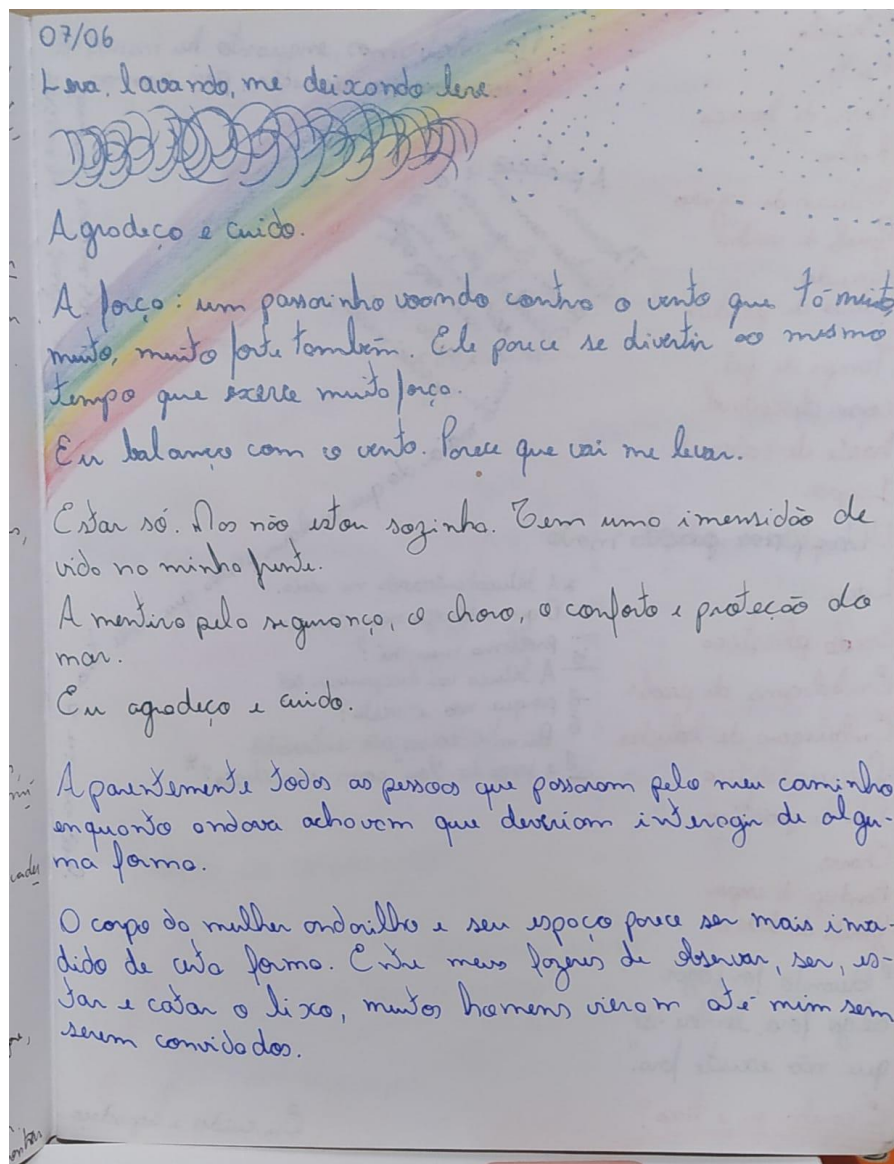 07/06
Leva, lavando, me deixando leve.
Agradeço e cuido.
A força: um passarinho voando contra o vento que tá muito
muito, muito forte também. Ele parece se divertir ao mesmo
tempo que exerce muita força.
Eu balanço com o vento. Parece que vai me levar.
Estar só. Mas não estou sozinha. Tem uma imensidão de
vida na minha frente.
A mentira pela segurança, o choro, o conforto e proteção do
mar.
Eu agradeço e cuido.
Aparentemente todas as pessoas que passaram pelo meu caminho
enquanto andava achavam que deveriam interagir de algu-
ma forma.
O corpo da mulher andarilha e seu espaço parece ser mais inva-
dido de certa forma. Entre meus fazeres de observar, ser, es-
tar e catar o lixo, muitos homens vieram até mim sem
serem convidados.